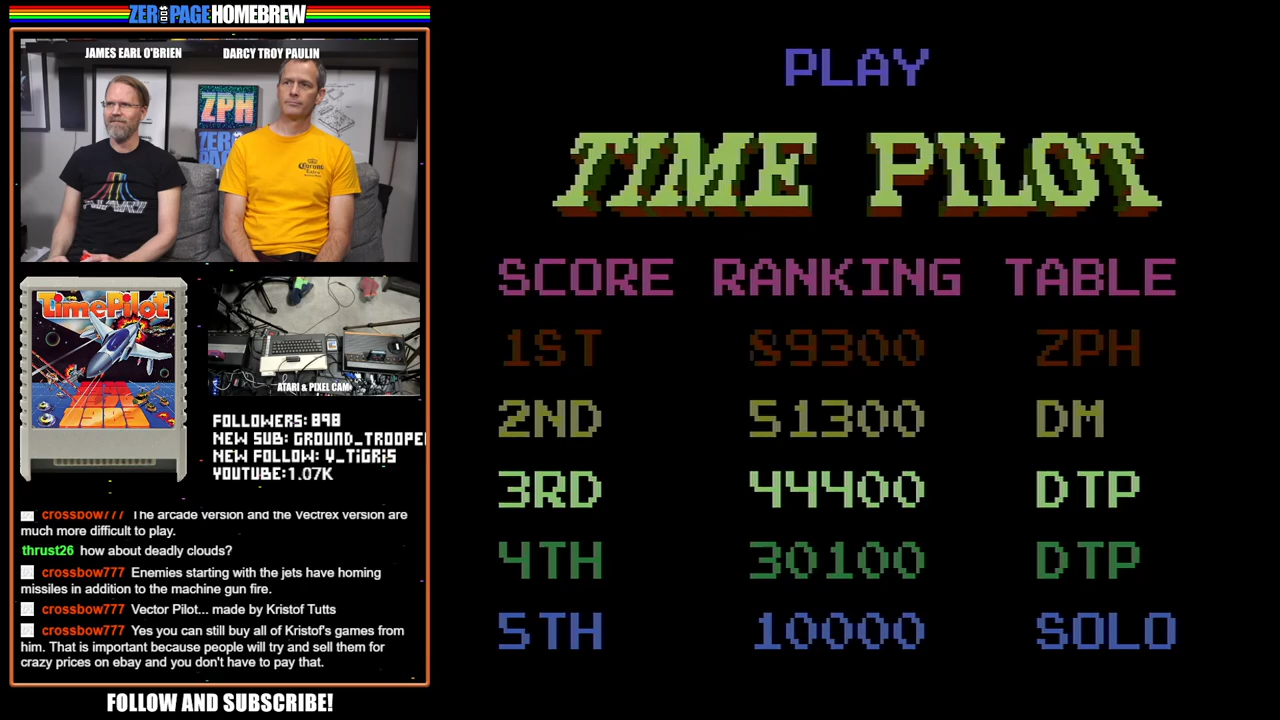 ZERO PAGE HOMEBREW
JAMES EARL O'BRIEN
DARCY TROY PAULIN
ZPH
ZERO
ATARI
Corona
Extra
TimePilot
1983
ATARI & PIXEL CAM
FOLLOWERS: 898
NEW SUB: GROUND_TROOPE
NEW FOLLOW: V_TIGRIS
YOUTUBE:1.07K
crossbow777 The arcade version and the Vectrex version are
much more difficult to play.
thrust26 how about deadly clouds?
crossbow777 Enemies starting with the jets have homing
missiles in addition to the machine gun fire.
crossbow777 Vector Pilot... made by Kristof Tutts
crossbow777 Yes you can still buy all of Kristof's games from
him. That is important because people will try and sell them for
crazy prices on ebay and you don't have to pay that.
FOLLOW AND SUBSCRIBE!
PLAY
TIME PILOT
SCORE RANKING TABLE
1ST 89300 ZPH
2ND 51300 DM
3RD 44400 DTP
4TH 30100 DTP
5TH 10000 SOLO